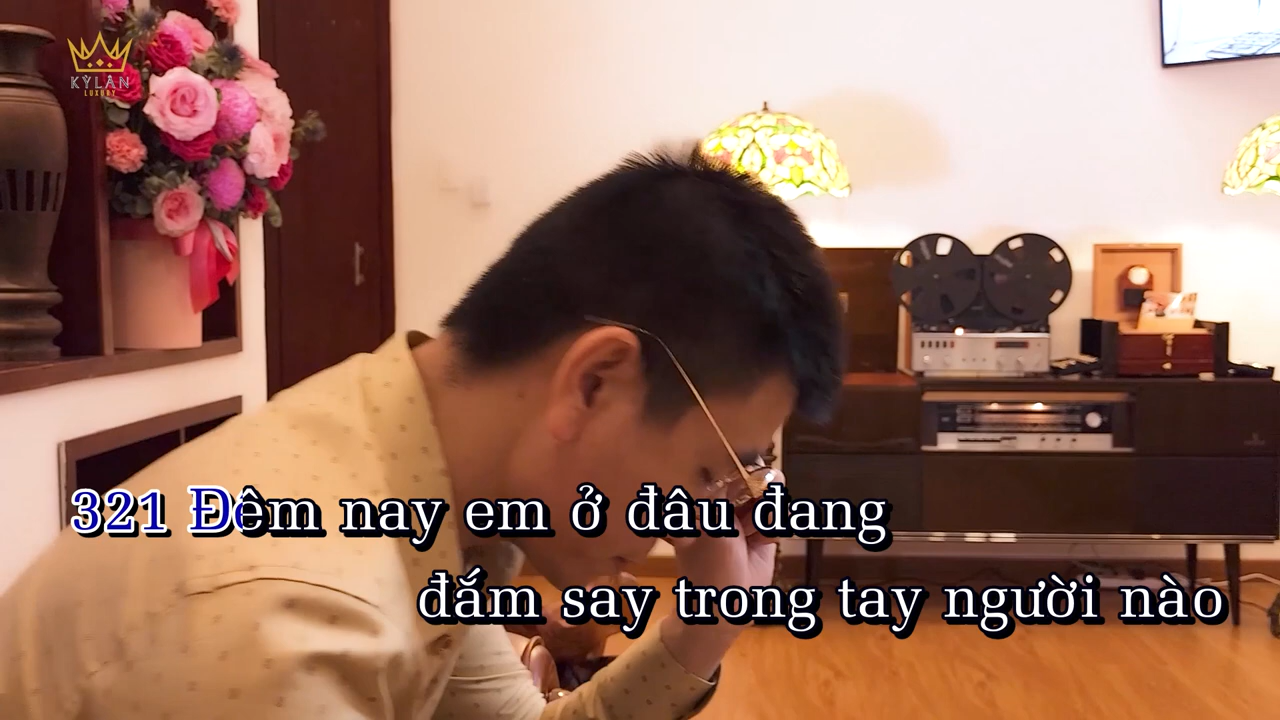 KỲ LÂN
LUXURY
321 Đêm nay em ở đâu đang
đắm say trong tay người nào